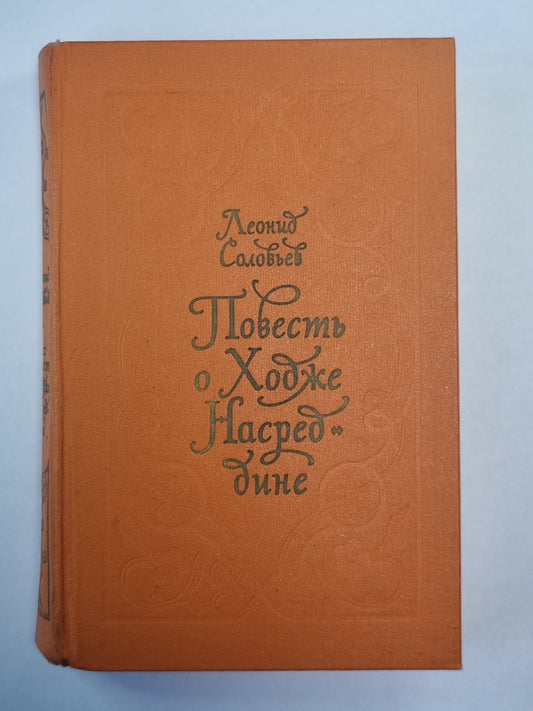 Леонид
Соловьев
Повесть
о Ходже
Насред-
дине